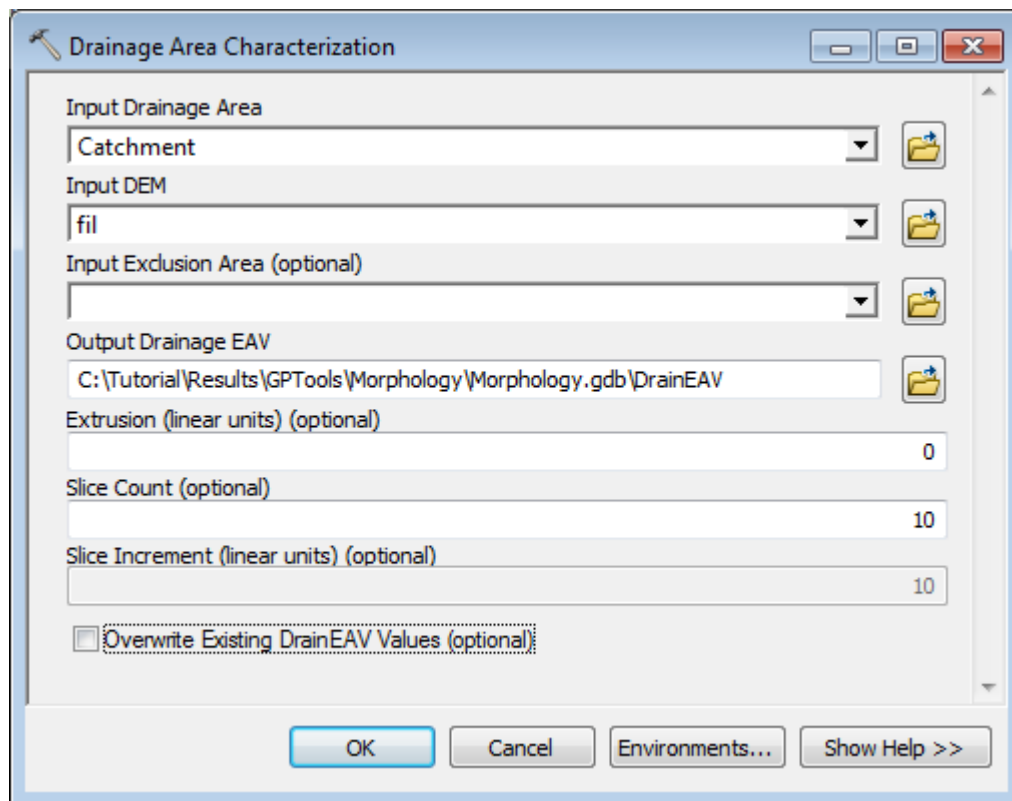 Drainage Area Characterization
Input Drainage Area
Catchment
Input DEM
fil
Input Exclusion Area (optional)
Output Drainage EAV
C:\Tutorial\Results\GPTools\Morphology\Morphology.gdb\DrainEAV
Extrusion (linear units) (optional)
0
Slice Count (optional)
10
Slice Increment (linear units) (optional)
10
Overwrite Existing DrainEAV Values (optional)
OK Cancel Environments... Show Help >>